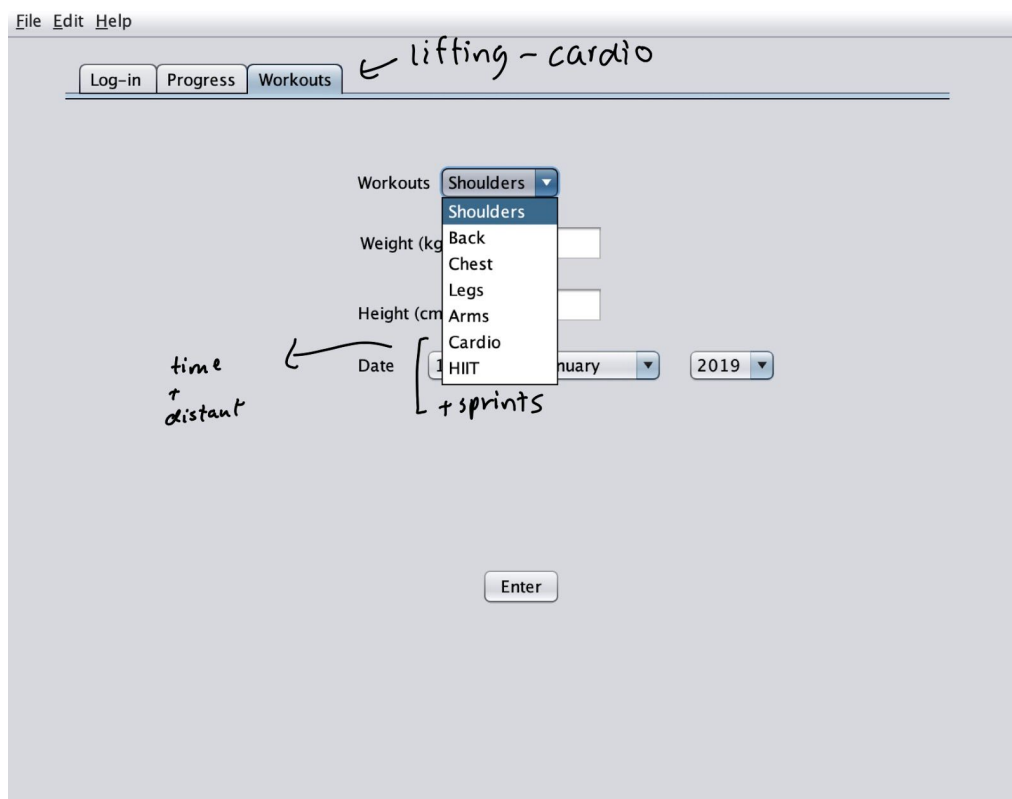 File Edit Help
lifting - cardio
Log-in Progress Workouts
Workouts Shoulders
Shoulders
Weight (kg Back
Chest
Legs
Height (cm Arms
Cardio
time Date 1 HIIT nuary 2019
+
distant
+ sprints
Enter